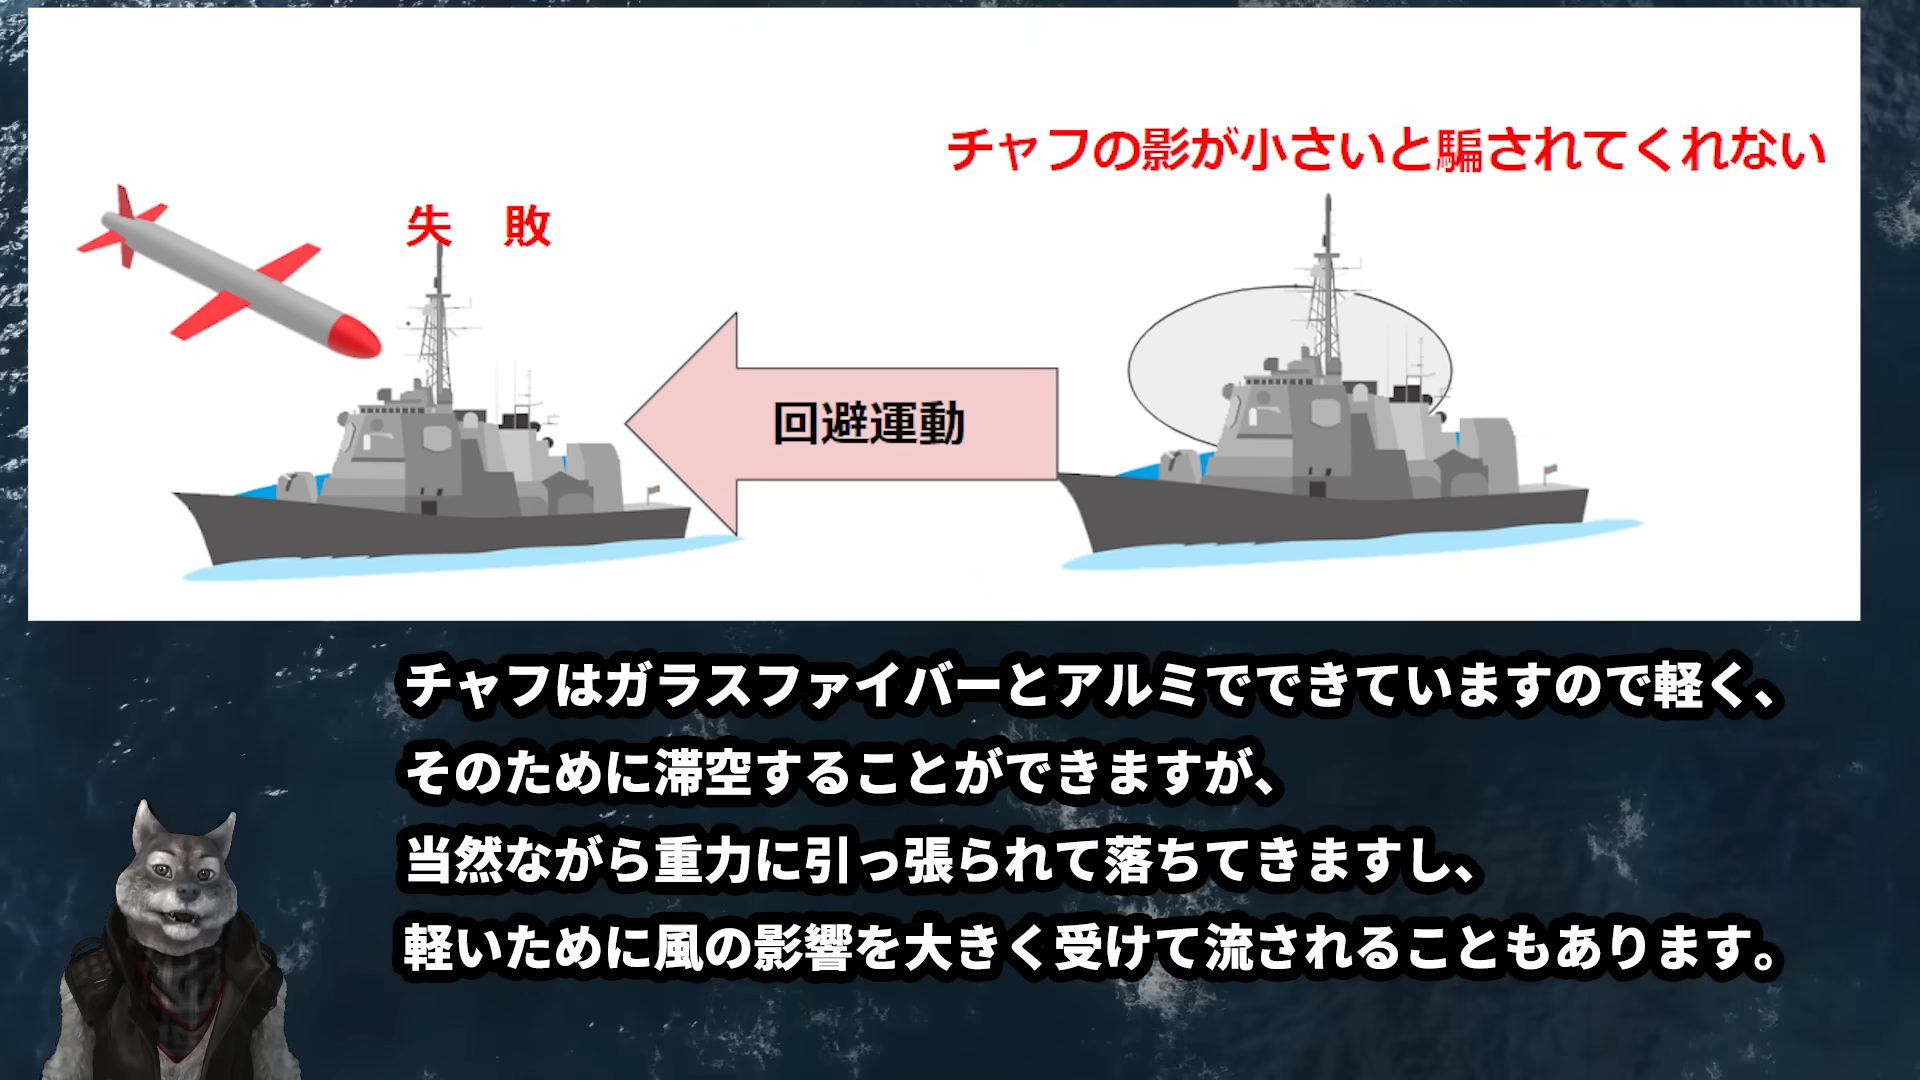 チャフの影が小さいと騙されてくれない
失 敗
回避運動
チャフはガラスファイバーとアルミでできていますので軽く、
そのために滞空することができますが、
当然ながら重力に引っ張られて落ちてきますし、
軽いために風の影響を大きく受けて流されることもあります。